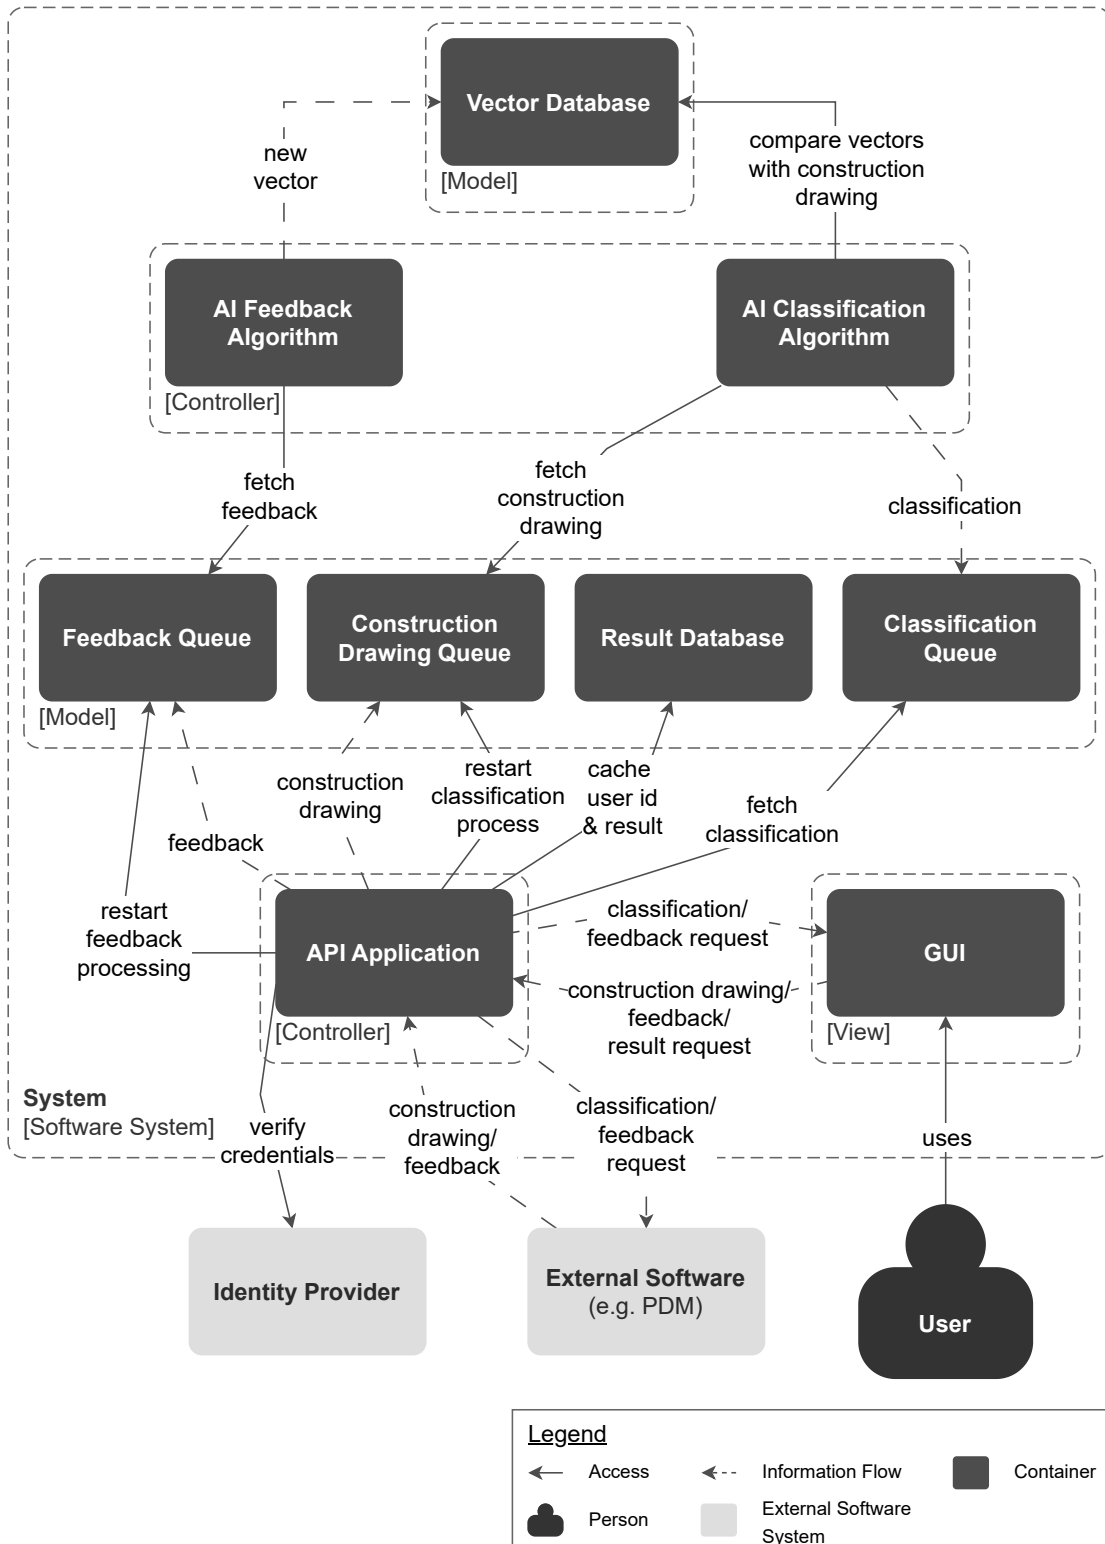 Vector Database
[Model]
new
vector
compare vectors
with construction
drawing
AI Feedback
Algorithm
AI Classification
Algorithm
[Controller]
fetch
feedback
fetch
construction
drawing
classification
Feedback Queue
Construction
Drawing Queue
Result Database
Classification
Queue
[Model]
feedback
construction
drawing
restart
classification
process
cache
user id
& result
fetch
classification
restart
feedback
processing
API Application
[Controller]
classification/
feedback request
construction drawing/
feedback/
result request
GUI
[View]
System
[Software System]
verify
credentials
construction
drawing/
feedback
classification/
feedback
request
uses
Identity Provider
External Software
(e.g. PDM)
User
Legend
Access
Information Flow
Container
Person
External Software
System